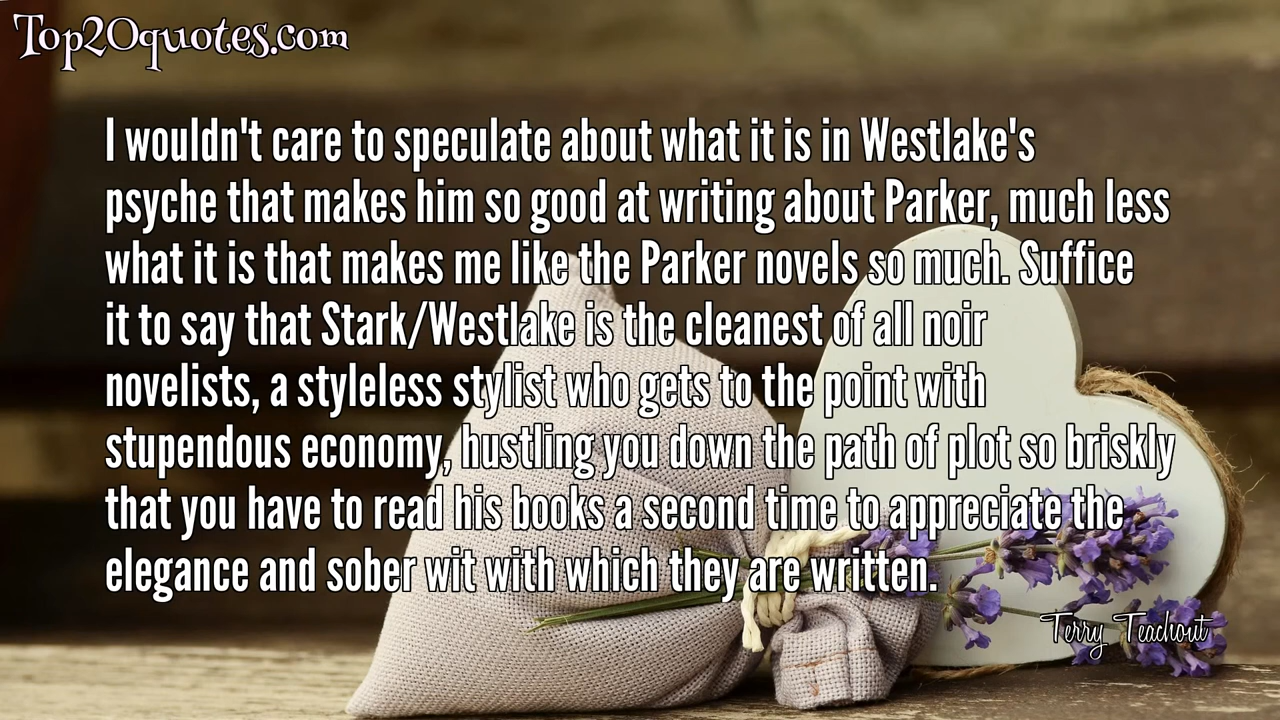 Top20quotes.com
I wouldn't care to speculate about what it is in Westlake's
psyche that makes him so good at writing about Parker, much less
what it is that makes me like the Parker novels so much. Suffice
it to say that Stark/Westlake is the cleanest of all noir
novelists, a styleless stylist who gets to the point with
stupendous economy, hustling you down the path of plot so briskly
that you have to read his books a second time to appreciate the
elegance and sober wit with which they are written.
Terry Teachout